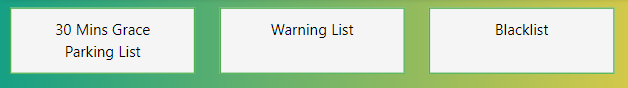 30 Mins Grace
Parking List
Warning List
Blacklist